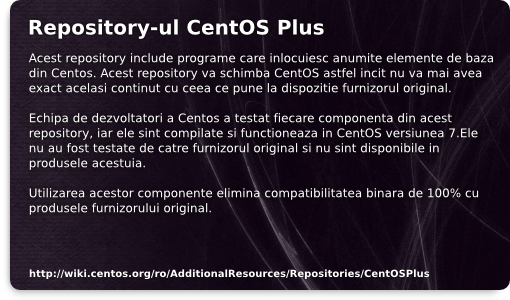 Repository-ul CentOS Plus
Acest repository include programe care inlocuiesc anumite elemente de baza
din Centos. Acest repository va schimba CentOS astfel incit nu va mai avea
exact acelasi continut cu ceea ce pune la dispozitie furnizorul original.
Echipa de dezvoltatori a Centos a testat fiecare componenta din acest
repository, iar ele sint compilate si functioneaza in CentOS versiunea 7.Ele
nu au fost testate de catre furnizorul original si nu sint disponibile in
produsele acestuia.
Utilizarea acestor componente elimina compatibilitatea binara de 100% cu
produsele furnizorului original.
http://wiki.centos.org/ro/AdditionalResources/Repositories/CentOSPlus